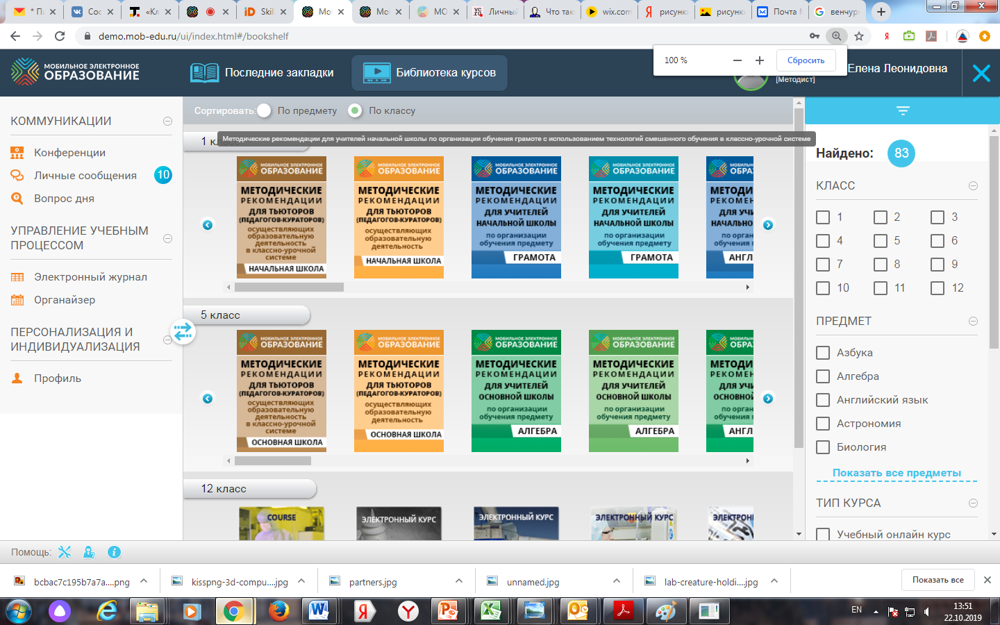 * П
Сос
«Кл
Skil
Мо
Мо
МС
Личный
Что так
wix.com
рисунк
рисунк
Почта М
венчур
demo.mob-edu.ru/ui/index.html#/bookshelf
100 %
Сбросить
МОБИЛЬНОЕ ЭЛЕКТРОННОЕ
ОБРАЗОВАНИЕ
Последние закладки
Библиотека курсов
Елена Леонидовна
[Методист]
КОММУНИКАЦИИ
Конференции
Личные сообщения 10
Вопрос дня
УПРАВЛЕНИЕ УЧЕБНЫМ
ПРОЦЕССОМ
Электронный журнал
Органайзер
ПЕРСОНАЛИЗАЦИЯ И
ИНДИВИДУАЛИЗАЦИЯ
Профиль
Сортировать: По предмету По классу
1 класс
Методические рекомендации для учителей начальной школы по организации обучения грамоте с использованием технологий смешанного обучения в классно-урочной системе
МОБИЛЬНОЕ ЭЛЕКТРОННОЕ
ОБРАЗОВАНИЕ
МЕТОДИЧЕСКИЕ
РЕКОМЕНДАЦИИ
ДЛЯ ТЬЮТОРОВ
(ПЕДАГОГОВ-КУРАТОРОВ)
осуществляющих
образовательную
деятельность
в классно-урочной
системе
НАЧАЛЬНАЯ ШКОЛА
МОБИЛЬНОЕ ЭЛЕКТРОННОЕ
ОБРАЗОВАНИЕ
МЕТОДИЧЕСКИЕ
РЕКОМЕНДАЦИИ
ДЛЯ ТЬЮТОРОВ
(ПЕДАГОГОВ-КУРАТОРОВ)
осуществляющих
образовательную
деятельность
НАЧАЛЬНАЯ ШКОЛА
МОБИЛЬНОЕ ЭЛЕКТРОННОЕ
ОБРАЗОВАНИЕ
МЕТОДИЧЕСКИЕ
РЕКОМЕНДАЦИИ
ДЛЯ УЧИТЕЛЕЙ
НАЧАЛЬНОЙ ШКОЛЫ
по организации
обучения предмету
ГРАМОТА
МОБИЛЬНОЕ ЭЛЕКТРОННОЕ
ОБРАЗОВАНИЕ
МЕТОДИЧЕСКИЕ
РЕКОМЕНДАЦИИ
ДЛЯ УЧИТЕЛЕЙ
НАЧАЛЬНОЙ ШКОЛЫ
по организации
обучения предмету
ГРАМОТА
МОБИ
ОБР
МЕТОД
РЕКОМЕН
ДЛЯ УЧИ
НАЧАЛЬНО
по орга
обучения п
АНГЛ
5 класс
МОБИЛЬНОЕ ЭЛЕКТРОННОЕ
ОБРАЗОВАНИЕ
МЕТОДИЧЕСКИЕ
РЕКОМЕНДАЦИИ
ДЛЯ ТЬЮТОРОВ
(ПЕДАГОГОВ-КУРАТОРОВ)
осуществляющих
образовательную
деятельность
в классно-урочной
системе
ОСНОВНАЯ ШКОЛА
МОБИЛЬНОЕ ЭЛЕКТРОННОЕ
ОБРАЗОВАНИЕ
МЕТОДИЧЕСКИЕ
РЕКОМЕНДАЦИИ
ДЛЯ ТЬЮТОРОВ
(ПЕДАГОГОВ-КУРАТОРОВ)
осуществляющих
образовательную
деятельность
ОСНОВНАЯ ШКОЛА
МОБИЛЬНОЕ ЭЛЕКТРОННОЕ
ОБРАЗОВАНИЕ
МЕТОДИЧЕСКИЕ
РЕКОМЕНДАЦИИ
ДЛЯ УЧИТЕЛЕЙ
ОСНОВНОЙ ШКОЛЫ
по организации
обучения предмету
АЛГЕБРА
МОБИЛЬНОЕ ЭЛЕКТРОННОЕ
ОБРАЗОВАНИЕ
МЕТОДИЧЕСКИЕ
РЕКОМЕНДАЦИИ
ДЛЯ УЧИТЕЛЕЙ
ОСНОВНОЙ ШКОЛЫ
по организации
обучения предмету
АЛГЕБРА
МОБИ
ОБР
МЕТОД
РЕКОМЕН
ДЛЯ УЧИ
ОСНОВНО
по орга
обучения п
АНГЛ
12 класс
COURSE
ЭЛЕКТРОННЫЙ КУРС
ЭЛЕКТРОННЫЙ КУРС
ЭЛЕКТРОННЫЙ КУРС
ЭЛЕКТРОНН
Найдено: 83
КЛАСС
1 2 3
4 5 6
7 8 9
10 11 12
ПРЕДМЕТ
Азбука
Алгебра
Английский язык
Астрономия
Биология
Показать все предметы
ТИП КУРСА
Учебный онлайн курс
Помощь:
bcbac7c195b7a7a....png
kisspng-3d-compu....jpg
partners.jpg
unnamed.jpg
lab-creature-holdi....jpg
Показать все
EN
13:51
22.10.2019